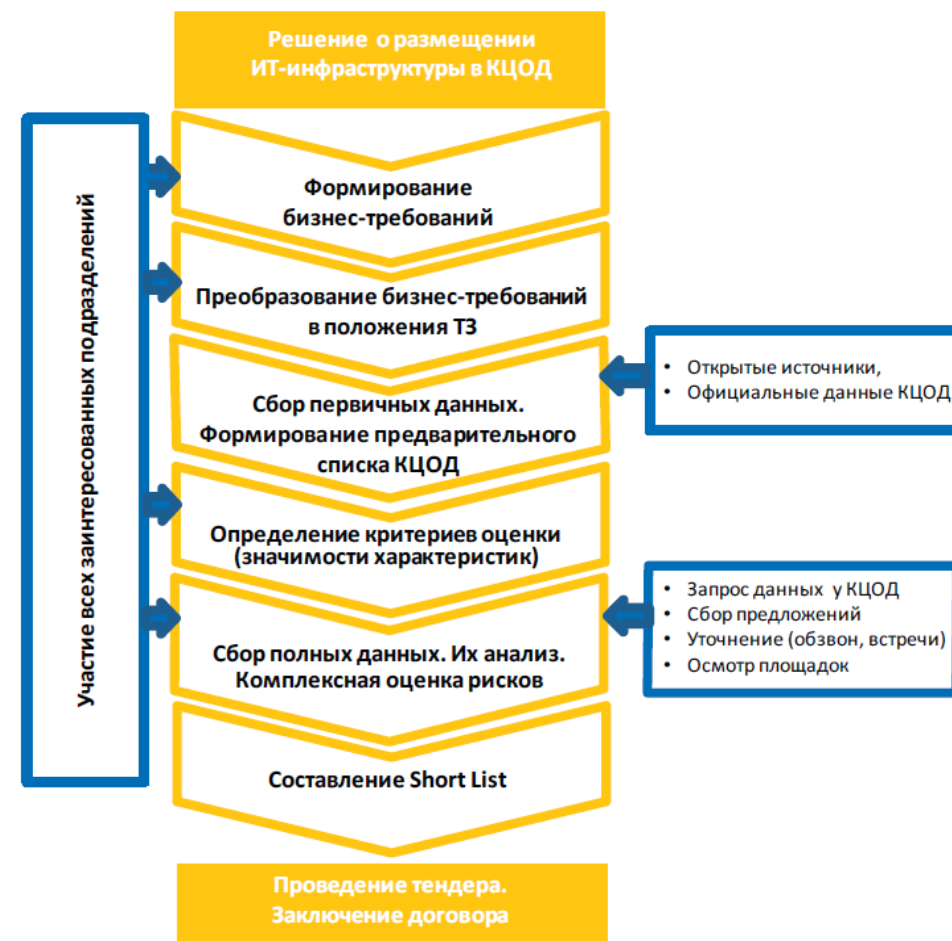 Решение о размещении
ИТ-инфраструктуры в КЦОД
Участие всех заинтересованных подразделений
Формирование
бизнес-требований
Преобразование бизнес-требований
в положения ТЗ
Сбор первичных данных.
Формирование предварительного
списка КЦОД
• Открытые источники,
• Официальные данные КЦОД
Определение критериев оценки
(значимости характеристик)
Сбор полных данных. Их анализ.
Комплексная оценка рисков
• Запрос данных у КЦОД
• Сбор предложений
• Уточнение (обзвон, встречи)
• Осмотр площадок
Составление Short List
Проведение тендера.
Заключение договора